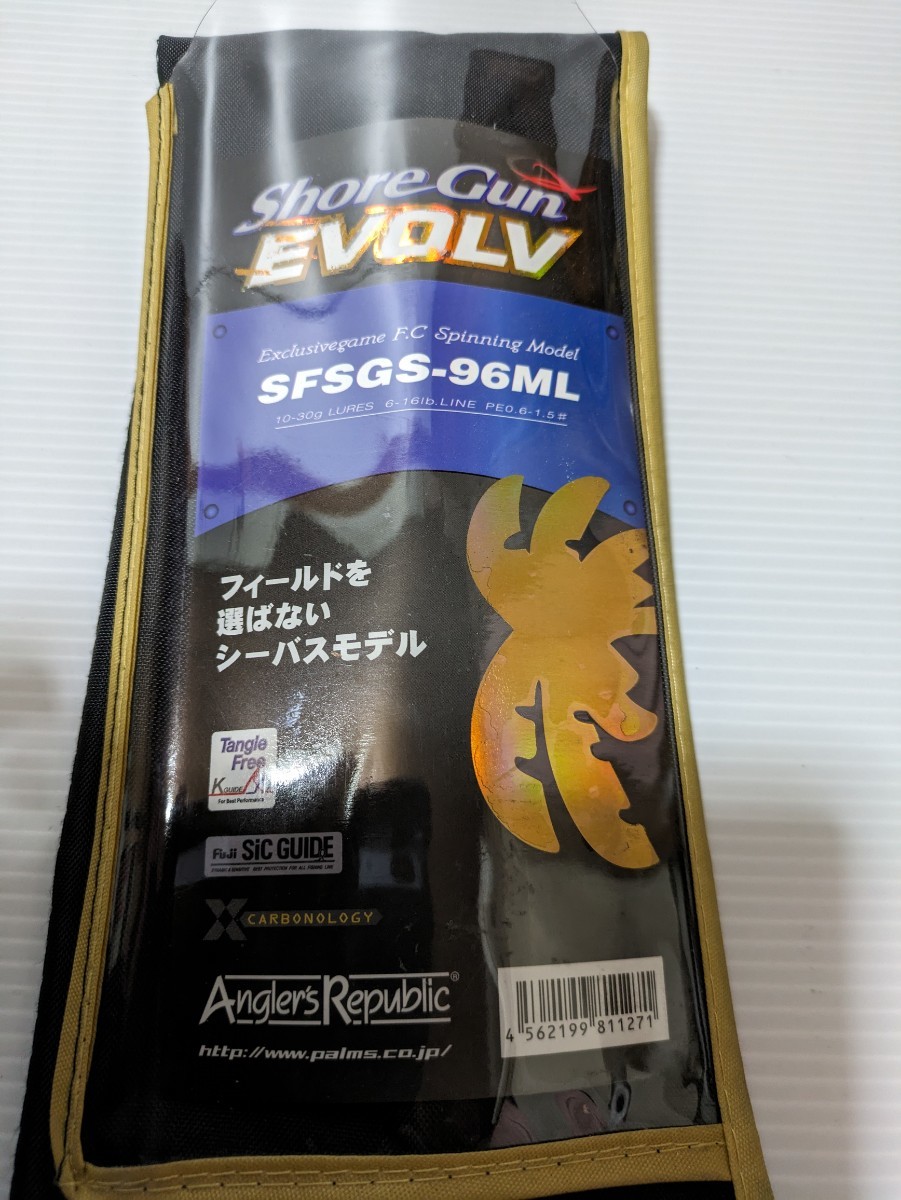 Shore Gun
EVOLV
Exclusivegame F.C Spinning Model
SFSGS-96ML
10-30g LURES 6-16lb.LINE PE0.6-1.5#
フィールドを
選ばない
シーバスモデル
Tangle
Free
K GUIDE
For Best Performance
Fuji SiC GUIDE
X CARBONOLOGY
Angler's Republic®
http://www.palms.co.jp/
4 562199 811271